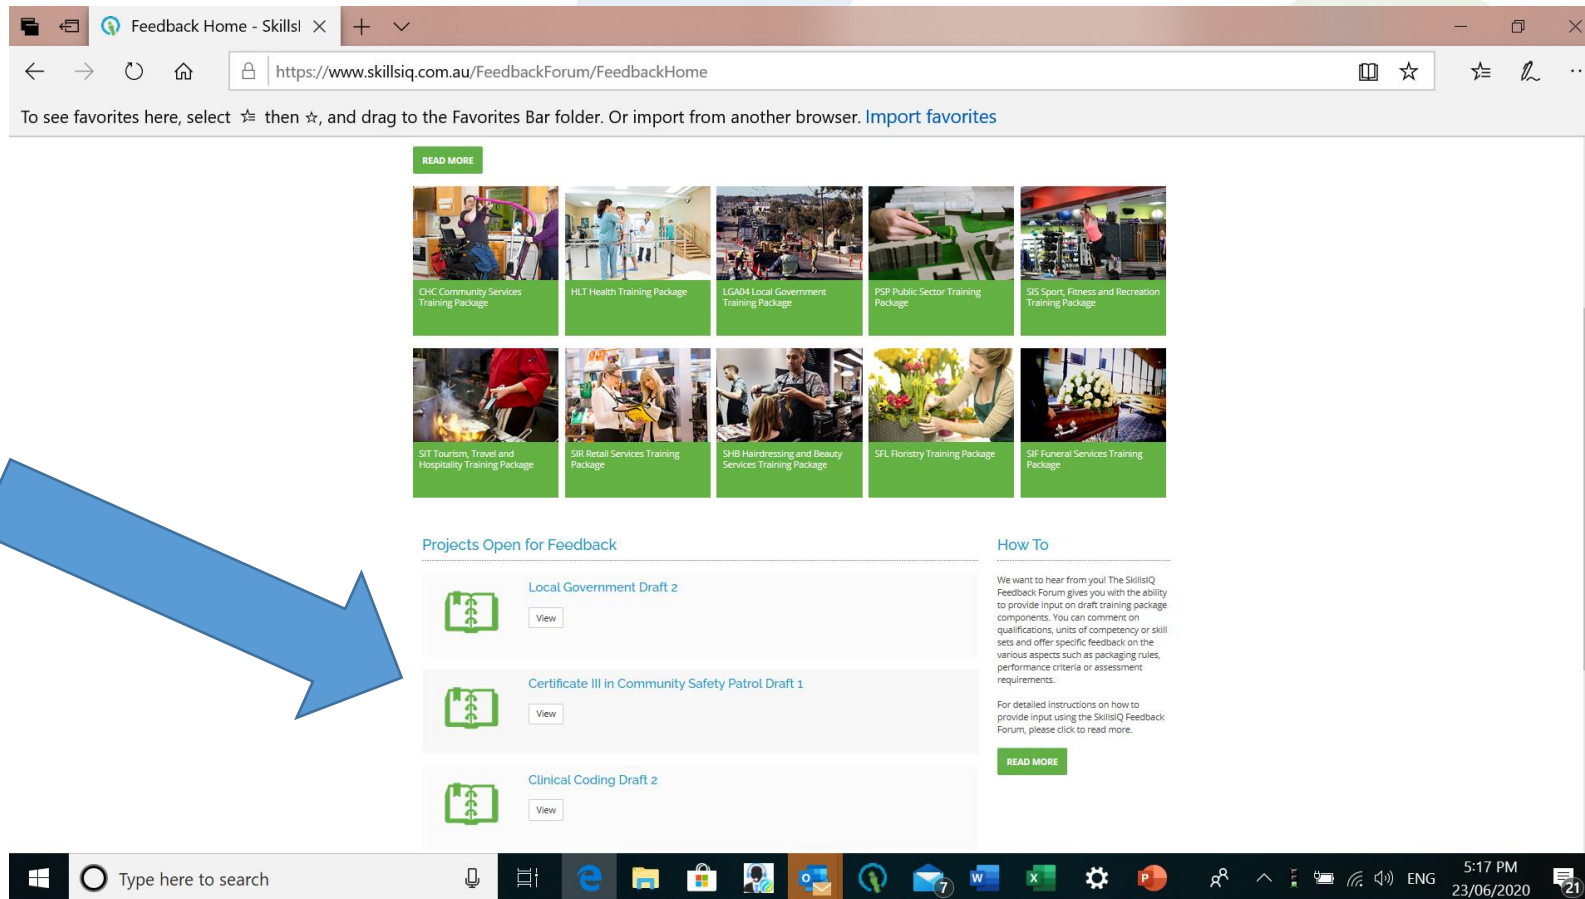 Feedback Home - SkillsI
https://www.skillsiq.com.au/FeedbackForum/FeedbackHome
To see favorites here, select then, and drag to the Favorites Bar folder. Or import from another browser. Import favorites
READ MORE
CHC Community Services
Training Package
HLT Health Training Package
LGA04 Local Government
Training Package
PSP Public Sector Training
Package
SIS Sport, Fitness and Recreation
Training Package
SIT Tourism, Travel and
Hospitality Training Package
SIR Retail Services Training
Package
SHB Hairdressing and Beauty
Services Training Package
SFL Floristry Training Package
SIF Funeral Services Training
Package
Projects Open for Feedback
Local Government Draft 2
View
Certificate III in Community Safety Patrol Draft 1
View
Clinical Coding Draft 2
View
How To
We want to hear from you! The SkillsIQ
Feedback Forum gives you with the ability
to provide input on draft training package
components. You can comment on
qualifications, units of competency or skill
sets and offer specific feedback on the
various aspects such as packaging rules,
performance criteria or assessment
requirements.
For detailed instructions on how to
provide input using the SkillsIQ Feedback
Forum, please click to read more.
READ MORE
Type here to search
7
ENG
5:17 PM
23/06/2020
21